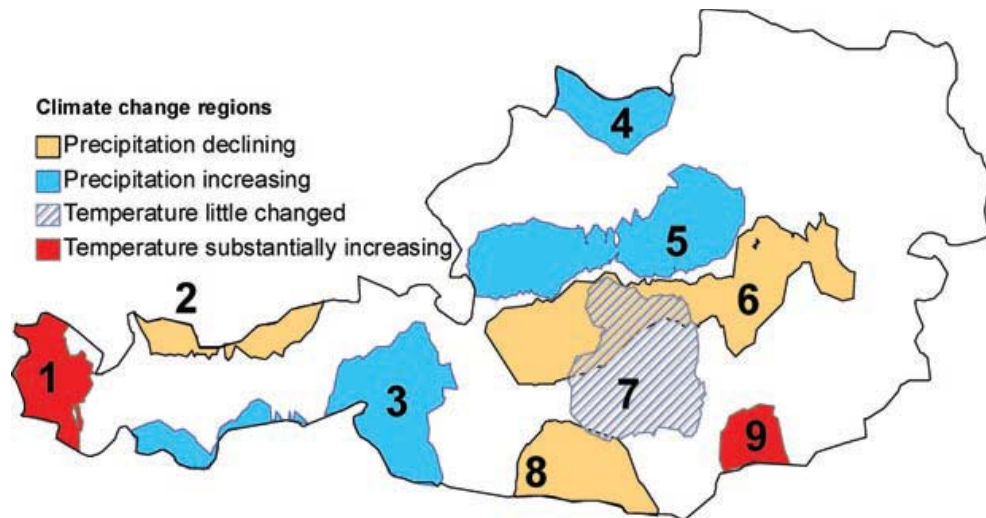 Climate change regions
Precipitation declining
Precipitation increasing
Temperature little changed
Temperature substantially increasing
1
2
3
4
5
6
7
8
9